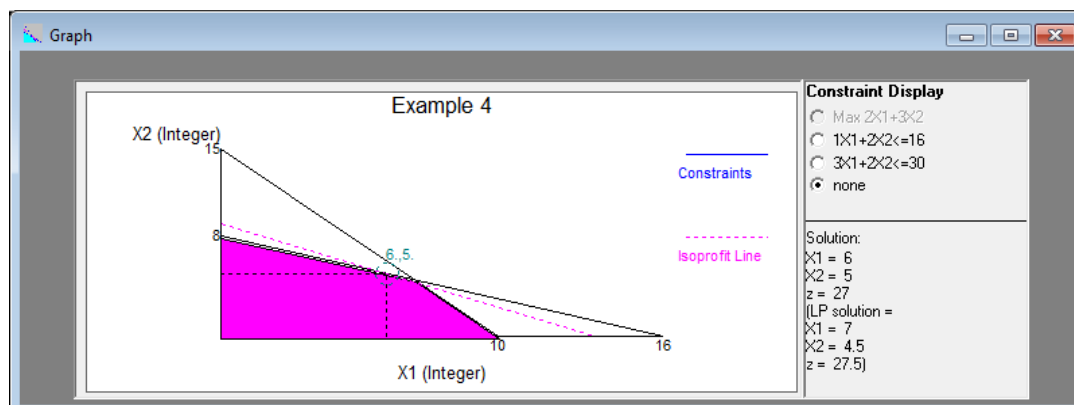 Graph
Example 4
X2 (Integer)
15
8
6.,5.
10
16
X1 (Integer)
Constraints
Isoprofit Line
Constraint Display
Max 2X1+3X2
1X1+2X2<=16
3X1+2X2<=30
none
Solution:
X1 = 6
X2 = 5
z = 27
(LP solution =
X1 = 7
X2 = 4.5
z = 27.5)